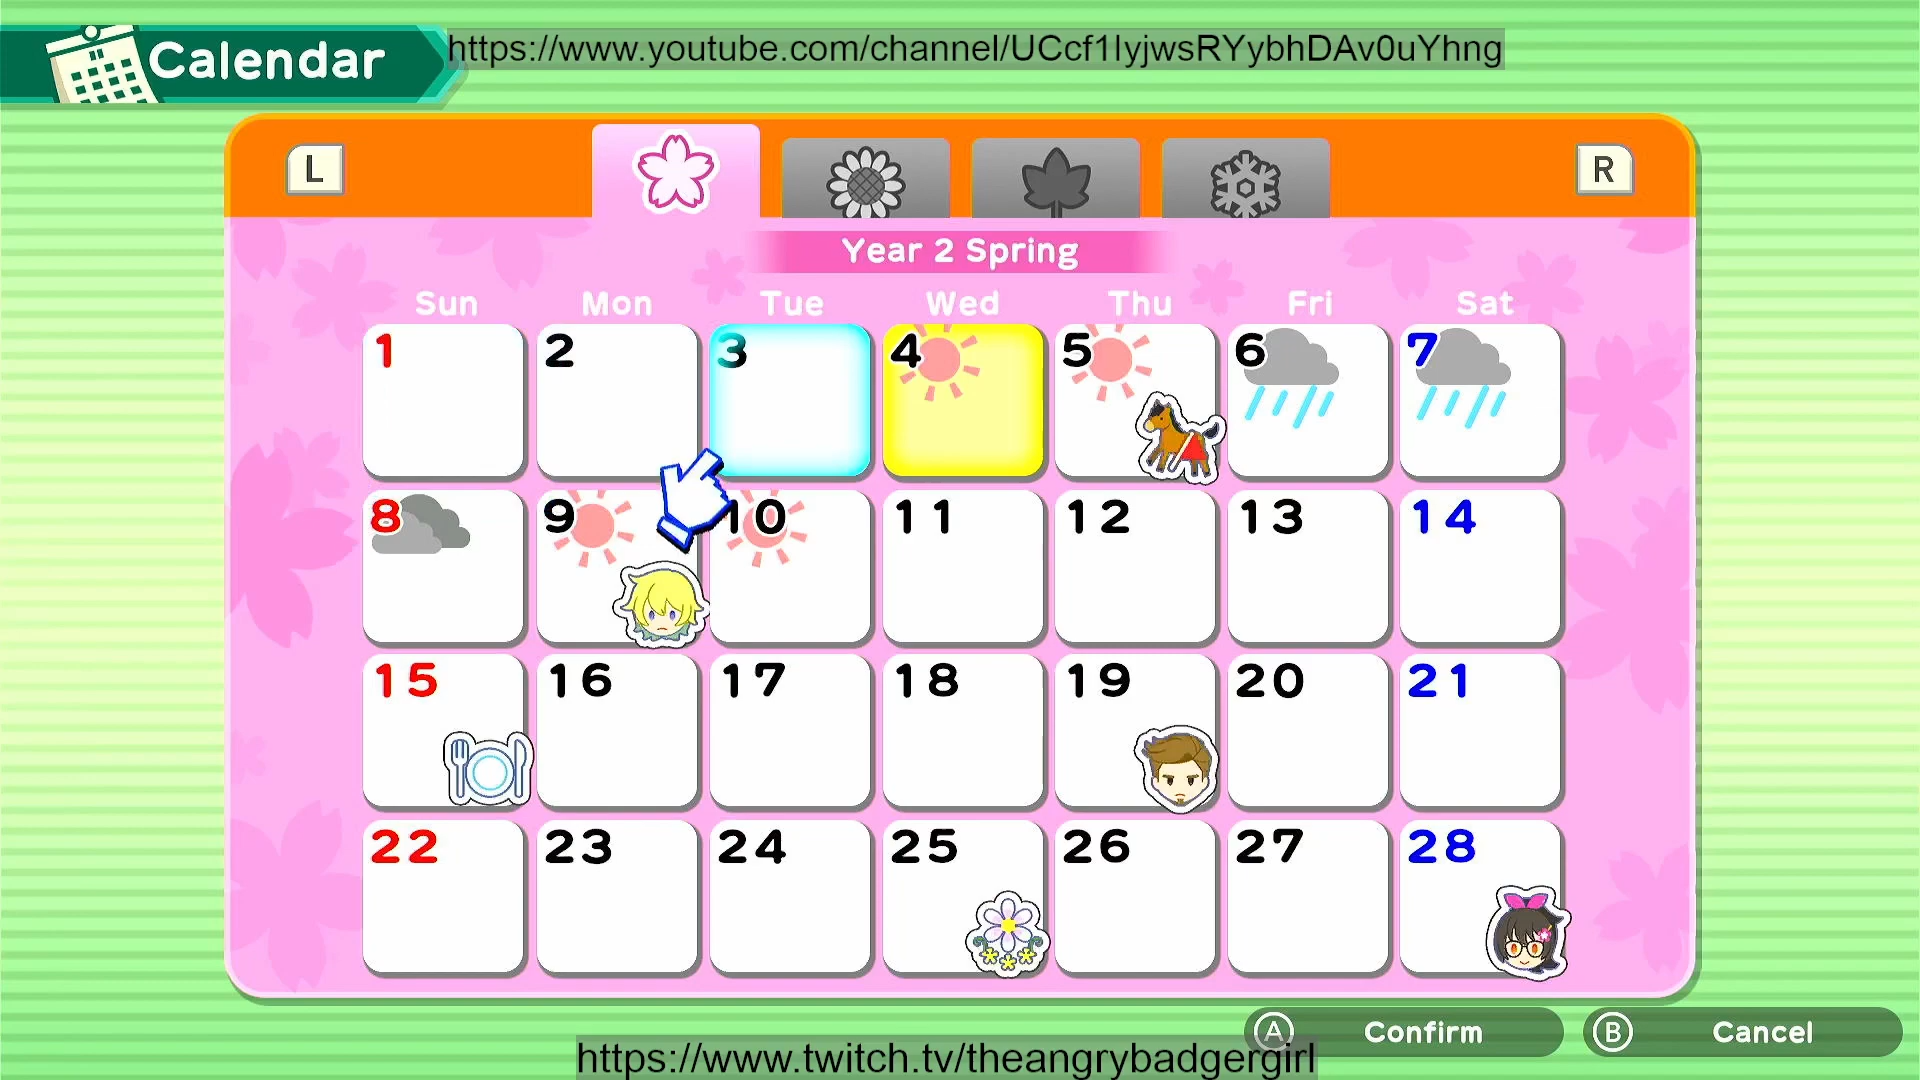 Calendar
https://www.youtube.com/channel/UCcf1IyjwsRYybhDAv0uYhng
L
R
Year 2 Spring
Sun Mon Tue Wed Thu Fri Sat
1 2 3 4 5 6 7
8 9 10 11 12 13 14
15 16 17 18 19 20 21
22 23 24 25 26 27 28
A Confirm B Cancel
https://www.twitch.tv/theangrybadgergirl